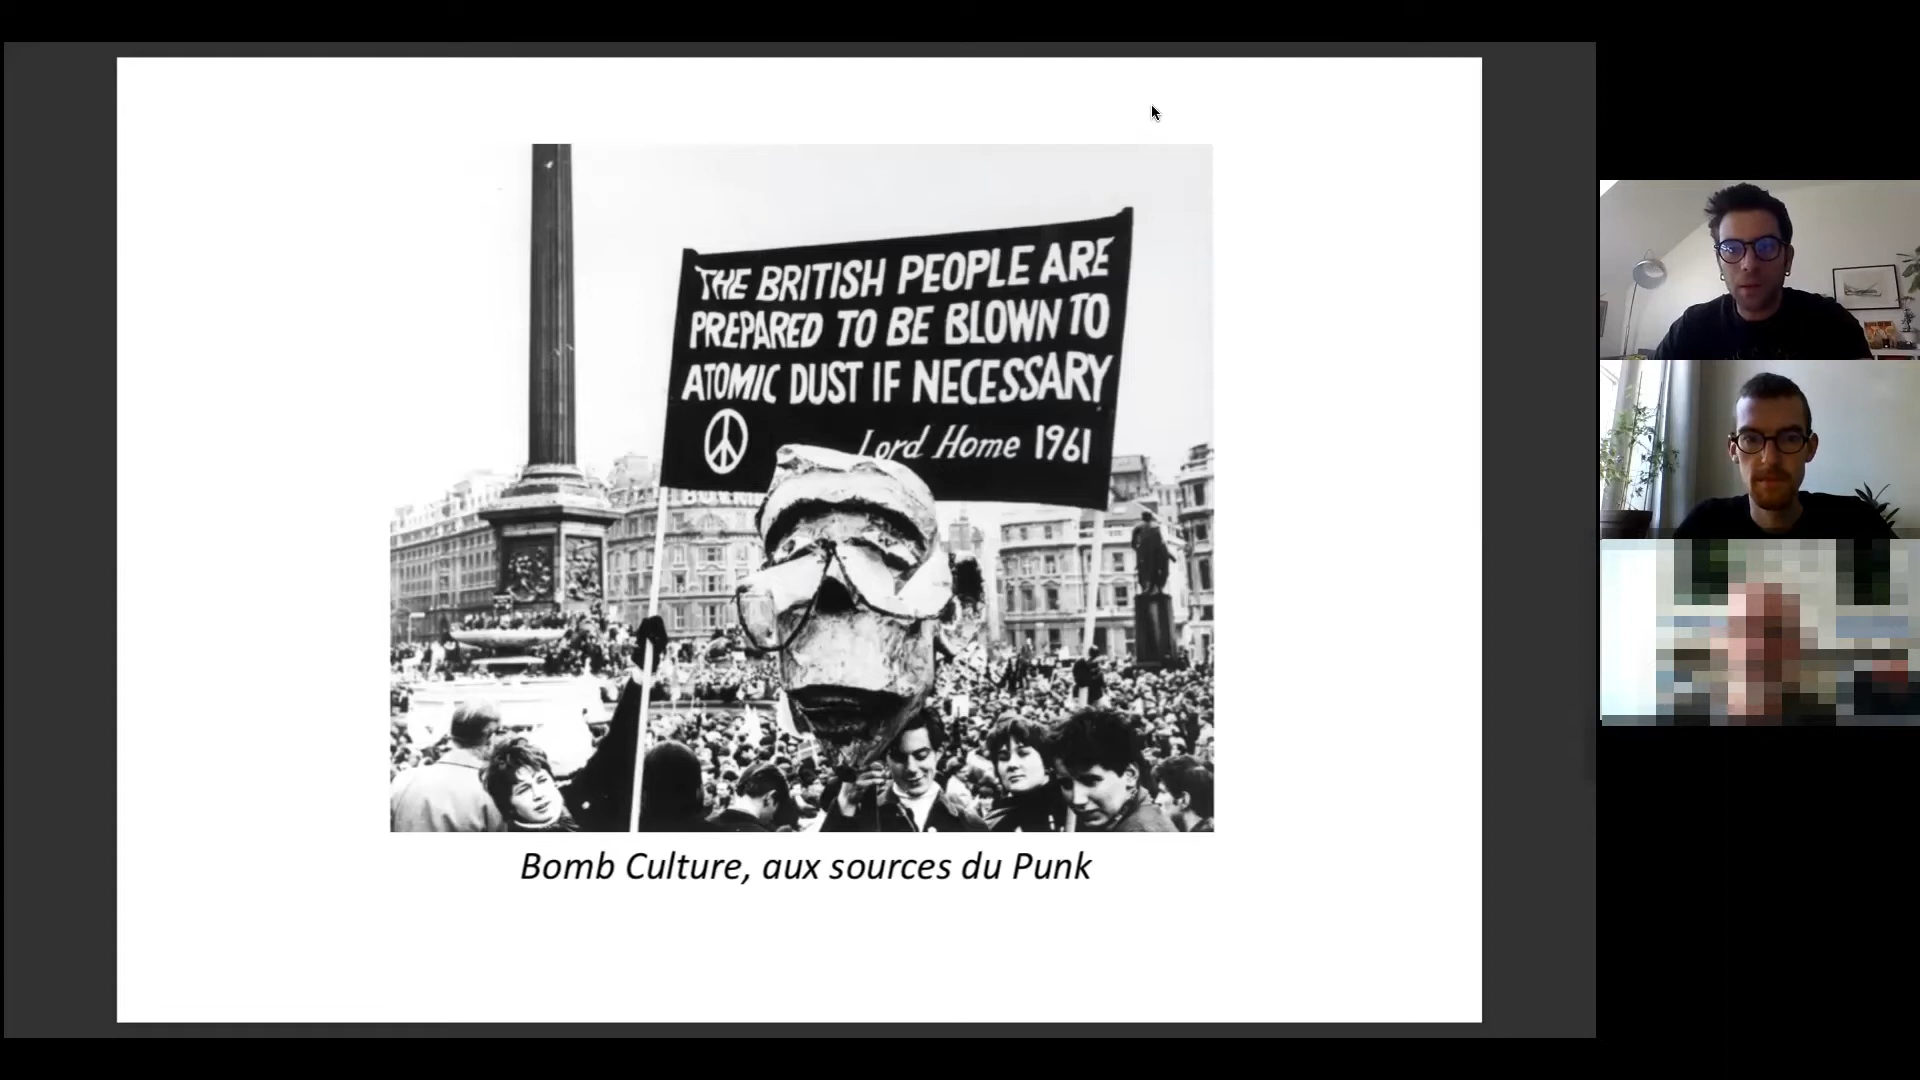 THE BRITISH PEOPLE ARE
PREPARED TO BE BLOWN TO
ATOMIC DUST IF NECESSARY
Lord Home 1961
BOVRIL
Bomb Culture, aux sources du Punk